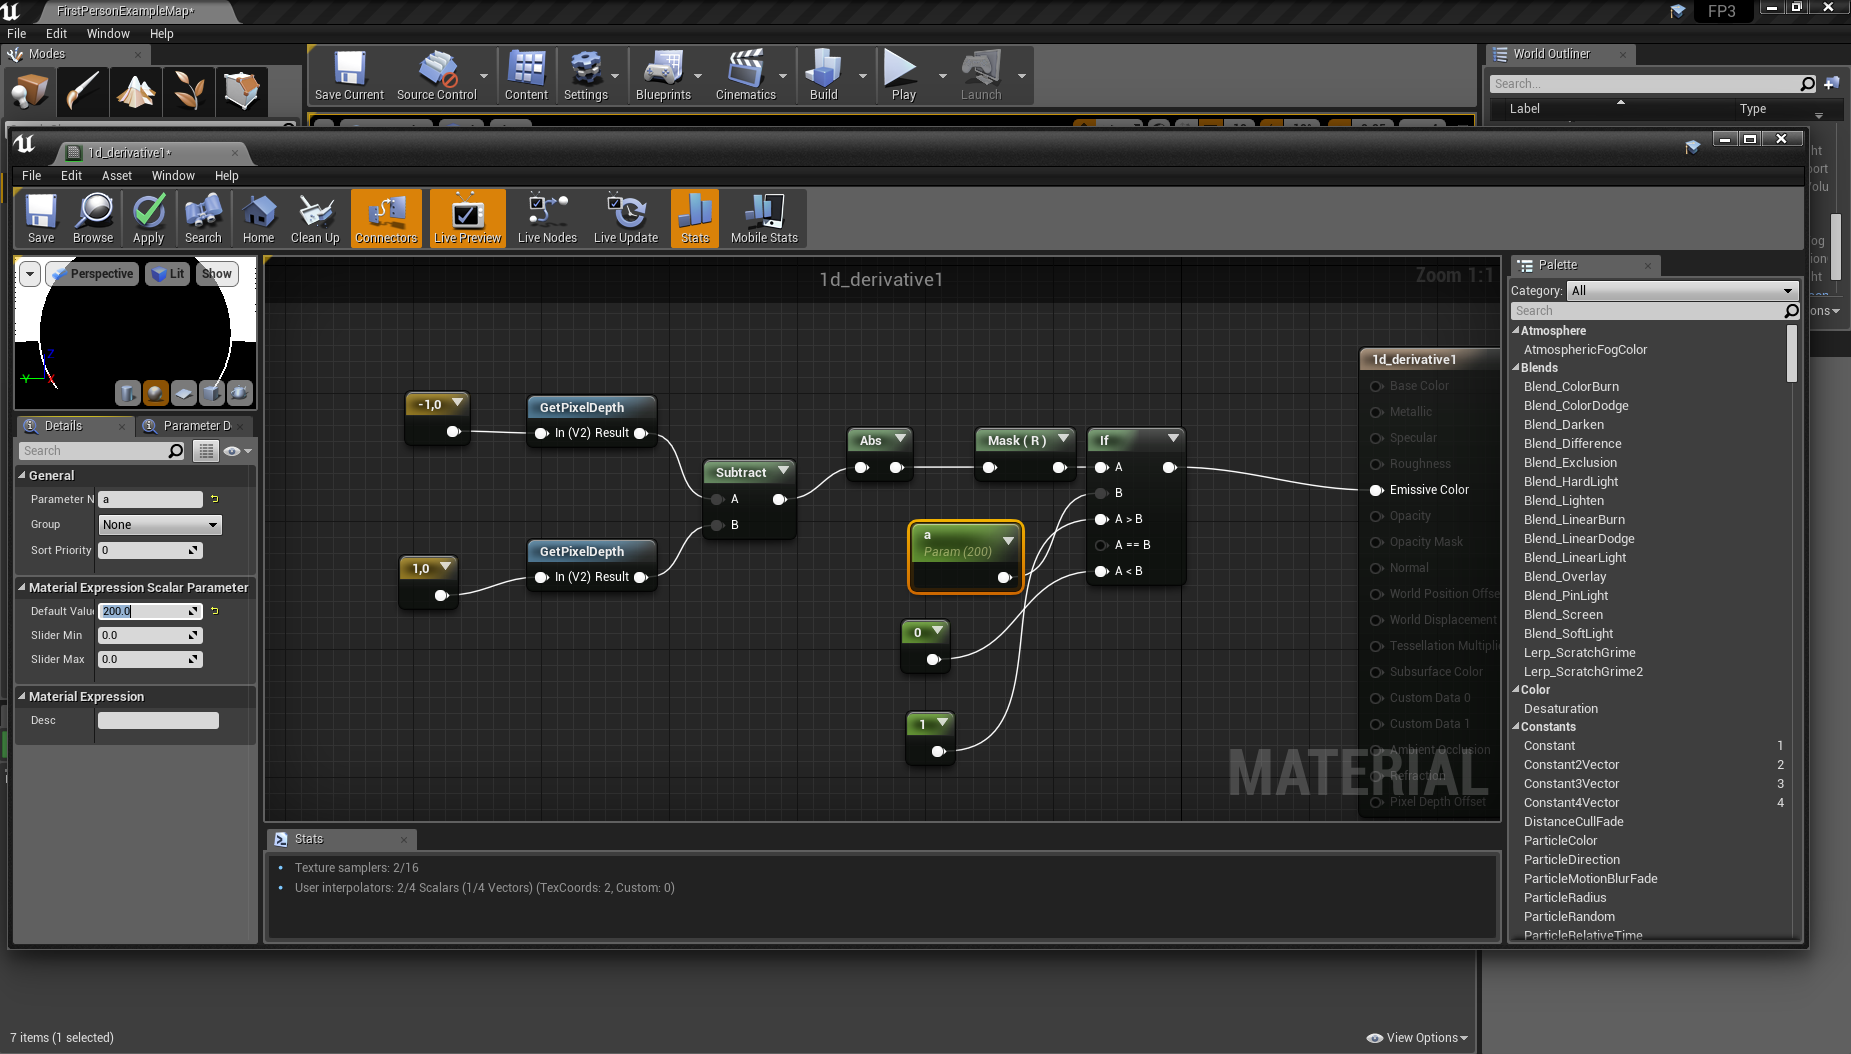 FirstPersonExampleMap*
FP3
File Edit Window Help
Modes
World Outliner
Save Current Source Control Content Settings Blueprints Cinematics Build Play Launch
Search...
Label Type
1d_derivative1*
File Edit Asset Window Help
Save Browse Apply Search Home Clean Up Connectors Live Preview Live Nodes Live Update Stats Mobile Stats
Perspective Lit Show
Z
Y X
Details Parameter D
Search
General
Parameter N a
Group None
Sort Priority 0
Material Expression Scalar Parameter
Default Value 200.0
Slider Min 0.0
Slider Max 0.0
Material Expression
Desc
1d_derivative1
Zoom 1:1
-1,0
GetPixelDepth
In (V2) Result
1,0
GetPixelDepth
In (V2) Result
Subtract
A
B
Abs
Mask ( R )
If
A
B
A > B
A == B
A < B
a
Param (200)
0
1
1d_derivative1
Base Color
Metallic
Specular
Roughness
Emissive Color
Opacity
Opacity Mask
Normal
World Position Offse
World Displacement
Tessellation Multipli
Subsurface Color
Custom Data 0
Custom Data 1
Ambient Occlusion
Refraction
Pixel Depth Offset
MATERIAL
Stats
Texture samplers: 2/16
User interpolators: 2/4 Scalars (1/4 Vectors) (TexCoords: 2, Custom: 0)
Palette
Category: All
Search
Atmosphere
AtmosphericFogColor
Blends
Blend_ColorBurn
Blend_ColorDodge
Blend_Darken
Blend_Difference
Blend_Exclusion
Blend_HardLight
Blend_Lighten
Blend_LinearBurn
Blend_LinearDodge
Blend_LinearLight
Blend_Overlay
Blend_PinLight
Blend_Screen
Blend_SoftLight
Lerp_ScratchGrime
Lerp_ScratchGrime2
Color
Desaturation
Constants
Constant 1
Constant2Vector 2
Constant3Vector 3
Constant4Vector 4
DistanceCullFade
ParticleColor
ParticleDirection
ParticleMotionBlurFade
ParticleRadius
ParticleRandom
ParticleRelativeTime
7 items (1 selected)
View Options